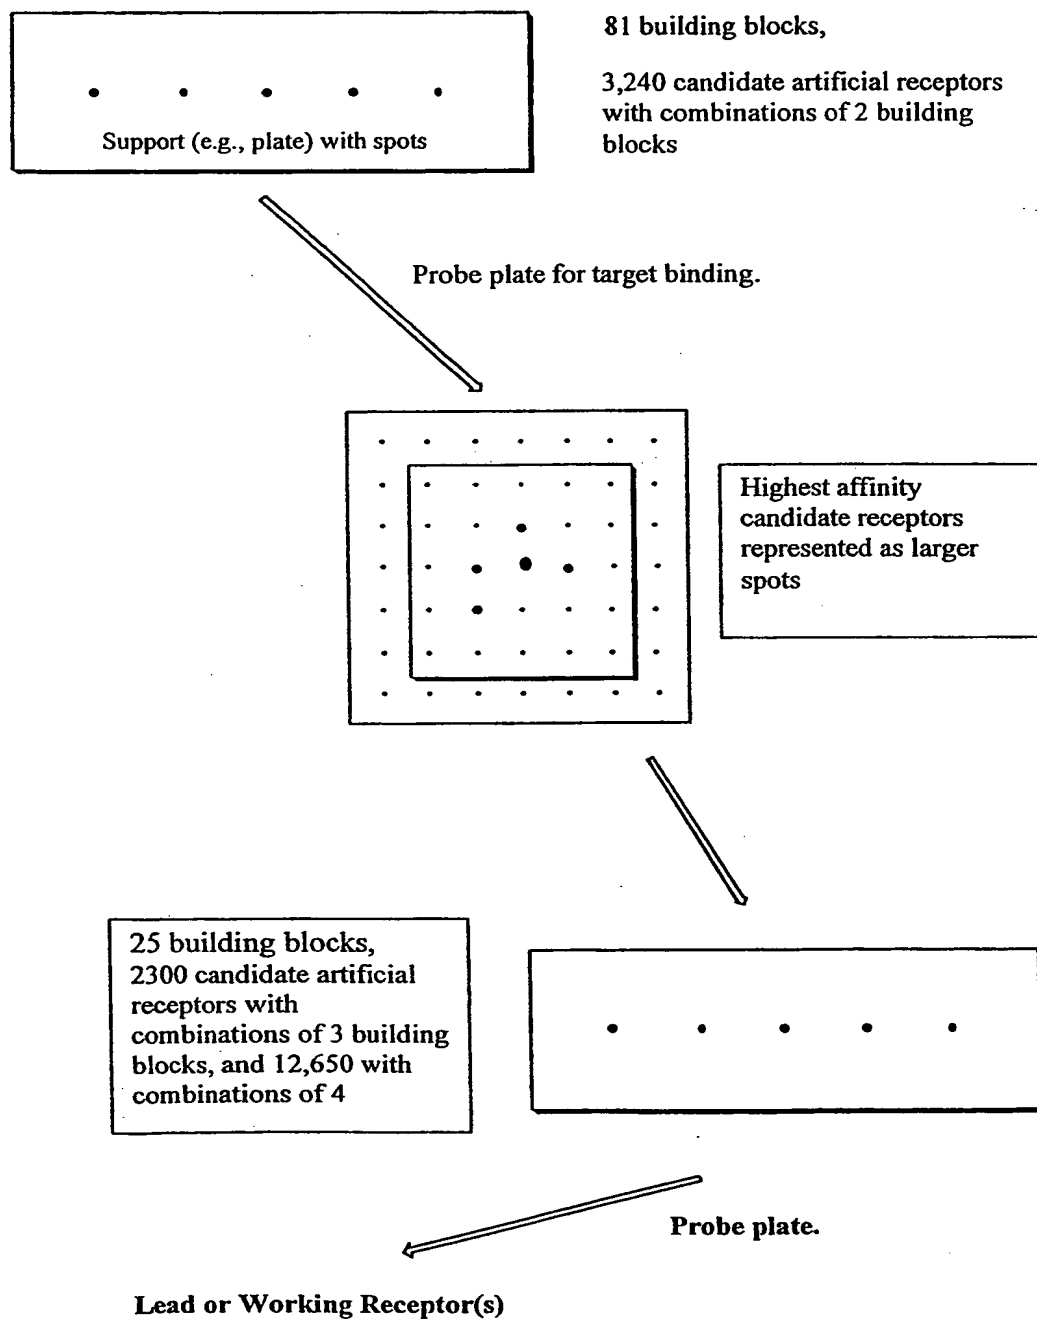 81 building blocks,
3,240 candidate artificial receptors
with combinations of 2 building
blocks
Support (e.g., plate) with spots
Probe plate for target binding.
Highest affinity
candidate receptors
represented as larger
spots
25 building blocks,
2300 candidate artificial
receptors with
combinations of 3 building
blocks, and 12,650 with
combinations of 4
Probe plate.
Lead or Working Receptor(s)